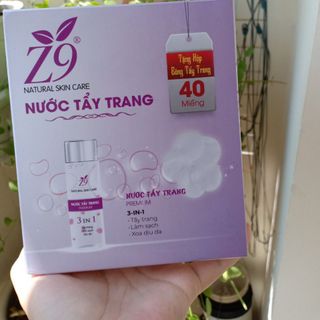 Z9®
NATURAL SKIN CARE
NƯỚC TẨY TRANG
Tặng Hộp
Bông Tẩy Trang
40
Miếng
Z9
NATURAL SKIN CARE
NƯỚC TẨY TRANG
PREMIUM
3 IN 1
NƯỚC TẨY TRANG
PREMIUM
3-IN-1
- Tẩy trang
- Làm sạch
- Xoa dịu da